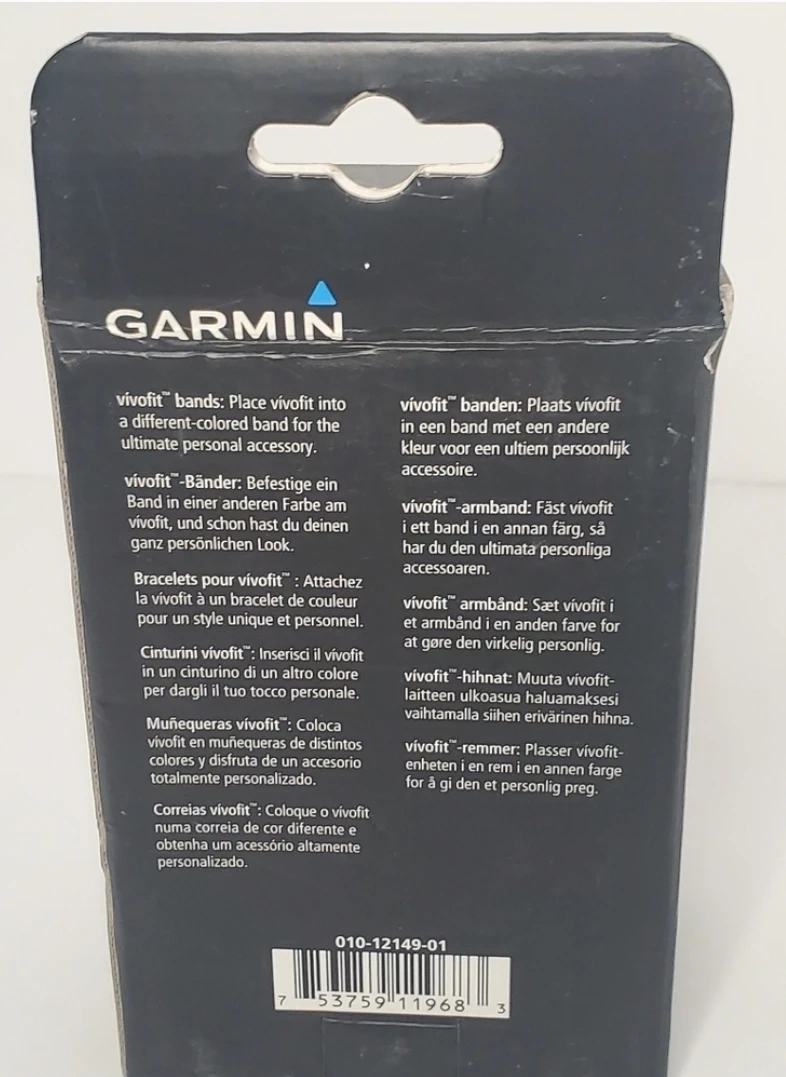 GARMIN
vívofit™ bands: Place vívofit into
a different-colored band for the
ultimate personal accessory.
vívofit™-Bänder: Befestige ein
Band in einer anderen Farbe am
vívofit, und schon hast du deinen
ganz persönlichen Look.
Bracelets pour vívofit™ : Attachez
la vívofit à un bracelet de couleur
pour un style unique et personnel.
Cinturini vívofit™: Inserisci il vívofit
in un cinturino di un altro colore
per dargli il tuo tocco personale.
Muñequeras vívofit™: Coloca
vívofit en muñequeras de distintos
colores y disfruta de un accesorio
totalmente personalizado.
Correias vívofit™: Coloque o vívofit
numa correia de cor diferente e
obtenha um acessório altamente
personalizado.
vívofit™ banden: Plaats vívofit
in een band met een andere
kleur voor een ultiem persoonlijk
accessoire.
vívofit™-armband: Fäst vívofit
i ett band i en annan färg, så
har du den ultimata personliga
accessoaren.
vívofit™ armbånd: Sæt vívofit i
et armbånd i en anden farve for
at gøre den virkelig personlig.
vívofit™-hihnat: Muuta vívofit-
laitteen ulkoasua haluamaksesi
vaihtamalla siihen erivärinen hihna.
vívofit™-remmer: Plasser vívofit-
enheten i en rem i en annen farge
for å gi den et personlig preg.
010-12149-01
7 53759 11968 3